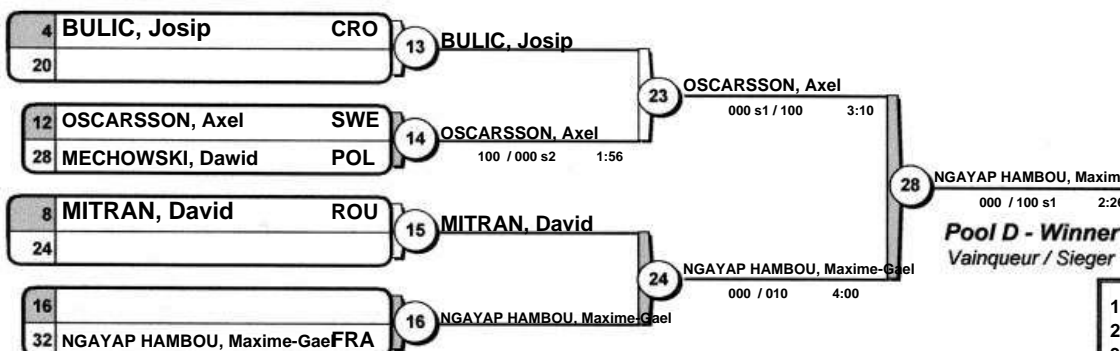 4 BULIC, Josip CRO
20
13
BULIC, Josip
12 OSCARSSON, Axel SWE
28 MECHOWSKI, Dawid POL
14
OSCARSSON, Axel
100 / 000 s2 1:56
23
OSCARSSON, Axel
000 s1 / 100 3:10
8 MITRAN, David ROU
24
15
MITRAN, David
16
32 NGAYAP HAMBOU, Maxime-Gael FRA
16
NGAYAP HAMBOU, Maxime-Gael
24
NGAYAP HAMBOU, Maxime-Gael
000 / 010 4:00
28
NGAYAP HAMBOU, Maxim
000 / 100 s1
Pool D - Winner
Vainqueur / Sieger
1
2